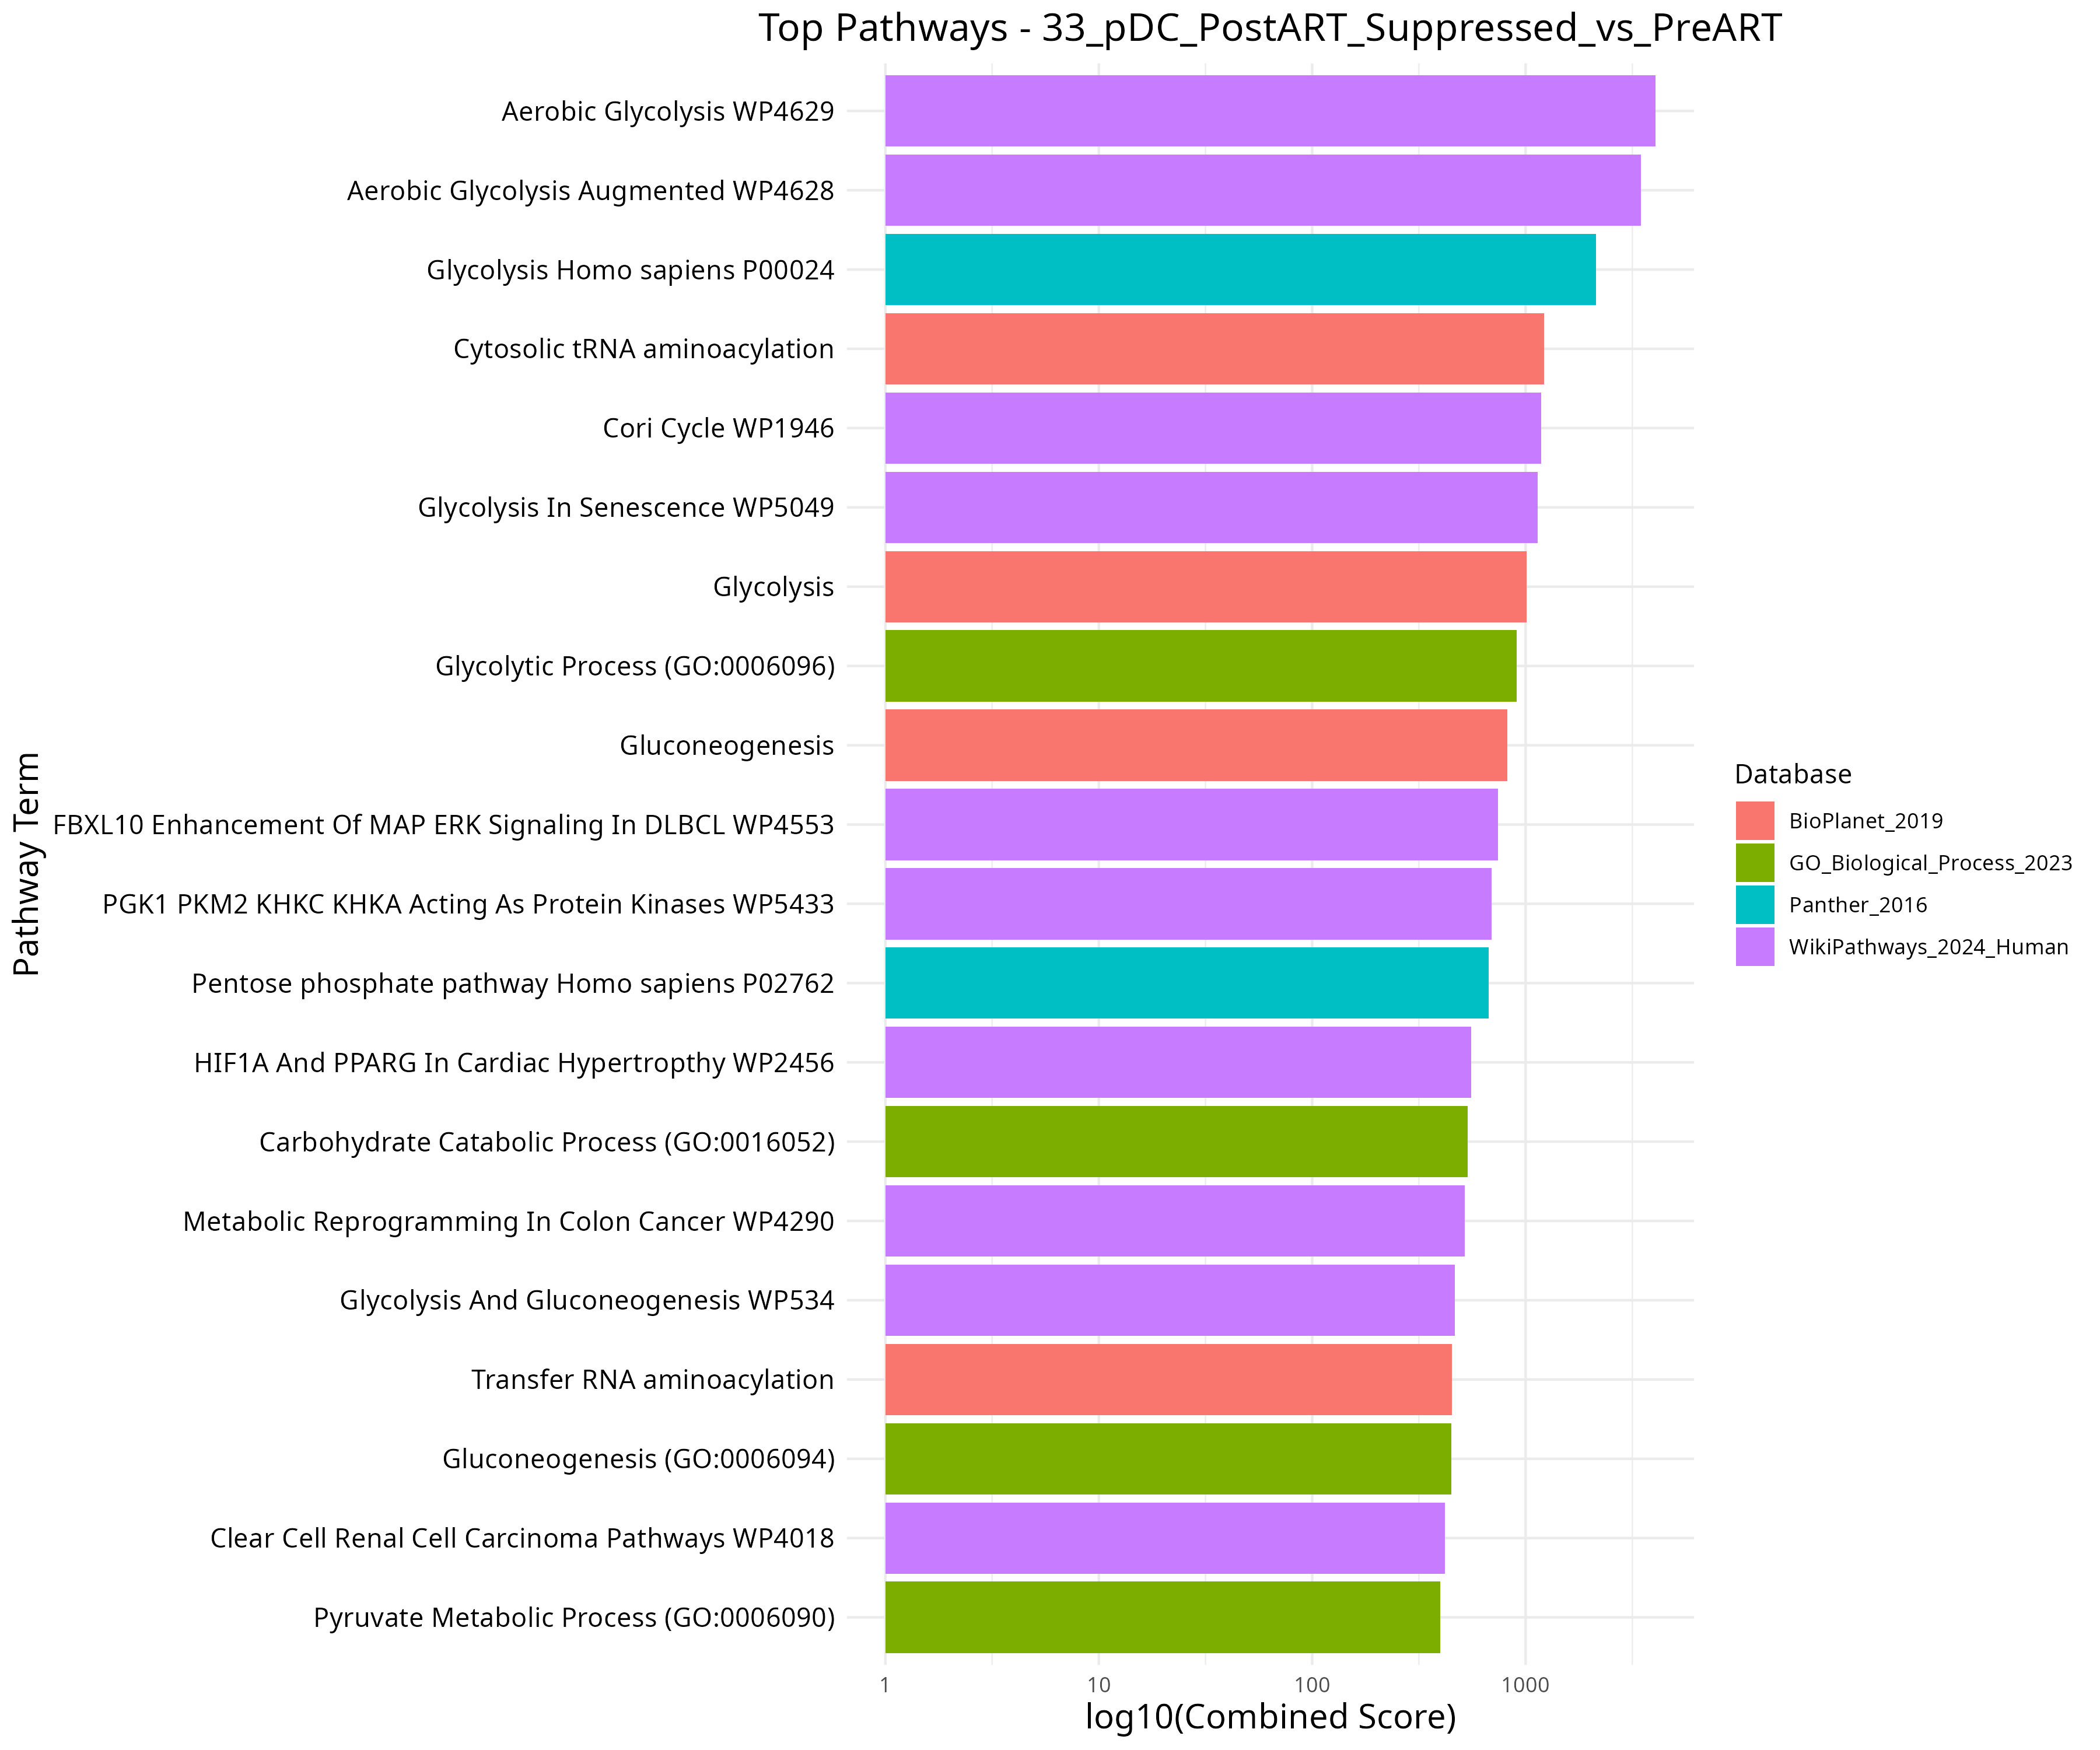 Top Pathways - 33_pDC_PostART_Suppressed_vs_PreART
Pathway Term
Aerobic Glycolysis WP4629
Aerobic Glycolysis Augmented WP4628
Glycolysis Homo sapiens P00024
Cytosolic tRNA aminoacylation
Cori Cycle WP1946
Glycolysis In Senescence WP5049
Glycolysis
Glycolytic Process (GO:0006096)
Gluconeogenesis
FBXL10 Enhancement Of MAP ERK Signaling In DLBCL WP4553
PGK1 PKM2 KHKC KHKA Acting As Protein Kinases WP5433
Pentose phosphate pathway Homo sapiens P02762
HIF1A And PPARG In Cardiac Hypertropthy WP2456
Carbohydrate Catabolic Process (GO:0016052)
Metabolic Reprogramming In Colon Cancer WP4290
Glycolysis And Gluconeogenesis WP534
Transfer RNA aminoacylation
Gluconeogenesis (GO:0006094)
Clear Cell Renal Cell Carcinoma Pathways WP4018
Pyruvate Metabolic Process (GO:0006090)
1 10 100 1000
log10(Combined Score)
Database
BioPlanet_2019
GO_Biological_Process_2023
Panther_2016
WikiPathways_2024_Human